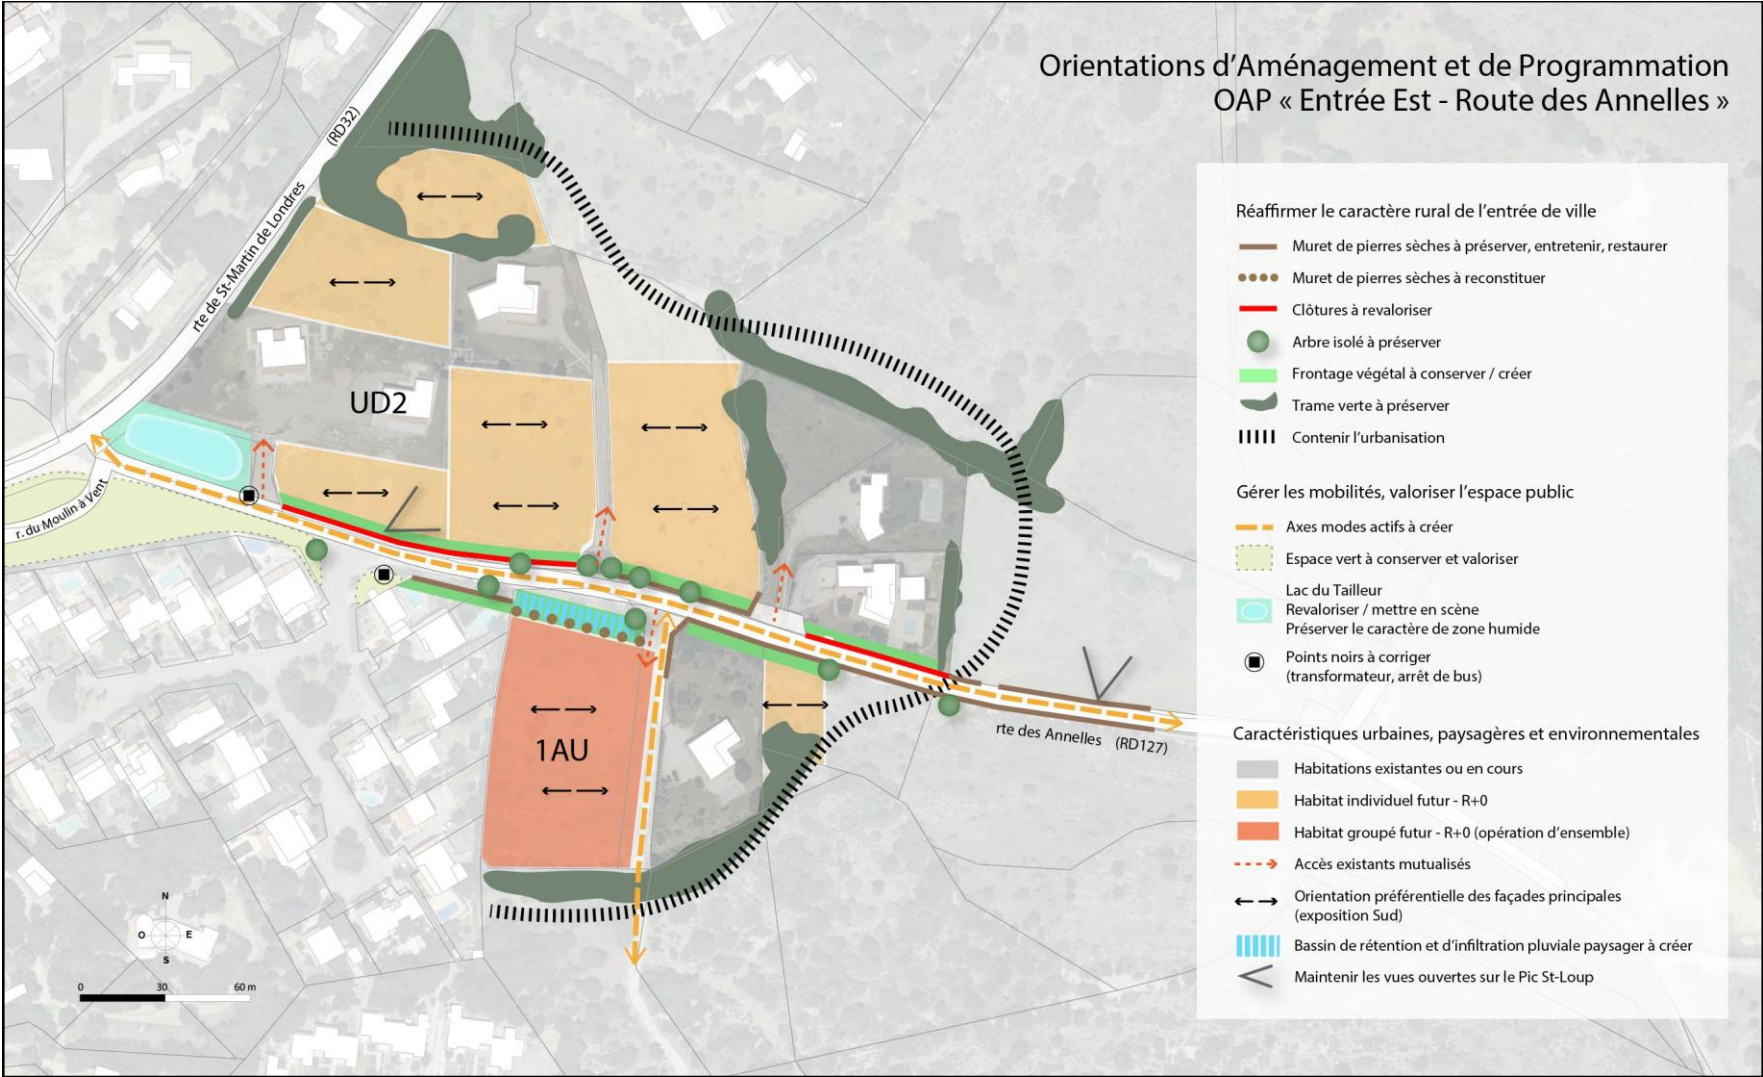 Orientations d'Aménagement et de Programmation
OAP « Entrée Est - Route des Annelles »
Réaffirmer le caractère rural de l'entrée de ville
Muret de pierres sèches à préserver, entretenir, restaurer
Muret de pierres sèches à reconstituer
Clôtures à revaloriser
Arbre isolé à préserver
Frontage végétal à conserver / créer
Trame verte à préserver
Contenir l'urbanisation
Gérer les mobilités, valoriser l'espace public
Axes modes actifs à créer
Espace vert à conserver et valoriser
Lac du Tailleur
Revaloriser / mettre en scène
Préserver le caractère de zone humide
Points noirs à corriger
(transformateur, arrêt de bus)
Caractéristiques urbaines, paysagères et environnementales
Habitations existantes ou en cours
Habitat individuel futur - R+0
Habitat groupé futur - R+0 (opération d'ensemble)
Accès existants mutualisés
Orientation préférentielle des façades principales
(exposition Sud)
Bassin de rétention et d'infiltration pluviale paysager à créer
Maintenir les vues ouvertes sur le Pic St-Loup
rte de St-Martin de Londres (RD32)
UD2
r. du Moulin à Vent
1AU
rte des Annelles (RD127)
N
O E
S
0 30 60 m